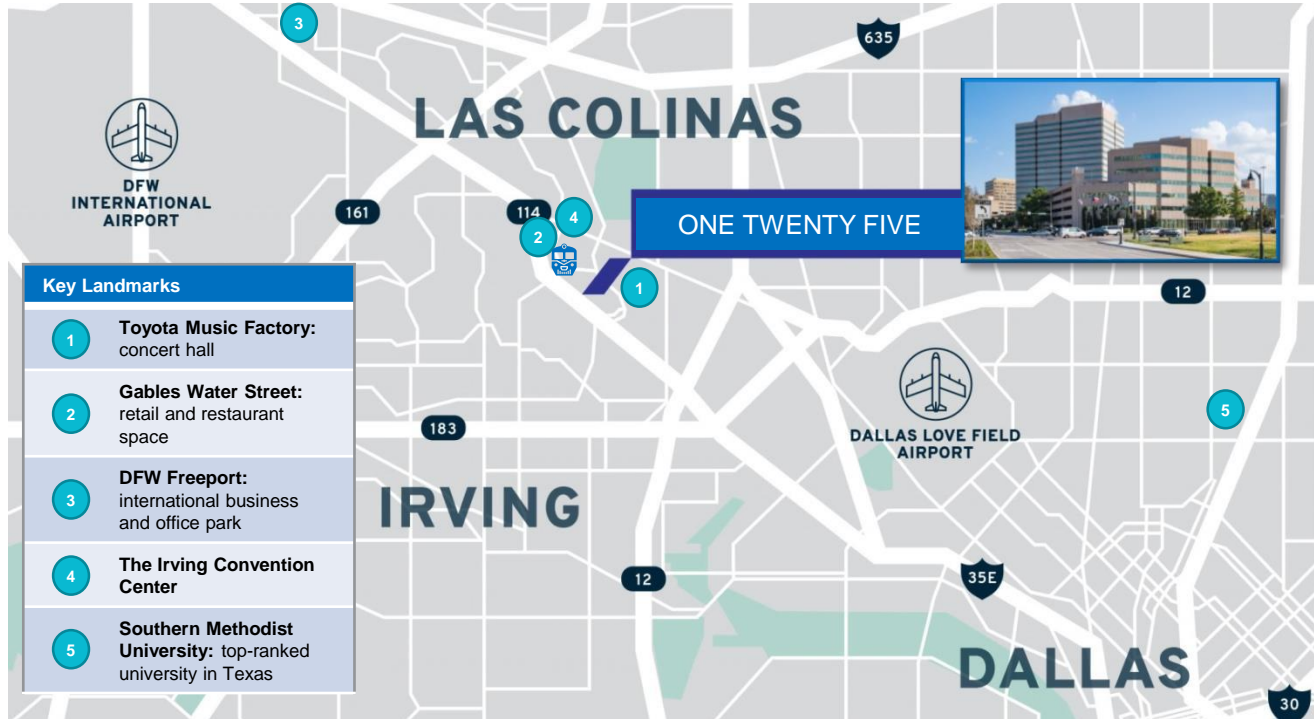 3
635
LAS COLINAS
DFW
INTERNATIONAL
AIRPORT
161
114
4
2
ONE TWENTY FIVE
1
12
Key Landmarks
1
Toyota Music Factory:
concert hall
2
Gables Water Street:
retail and restaurant
space
3
DFW Freeport:
international business
and office park
4
The Irving Convention
Center
5
Southern Methodist
University: top-ranked
university in Texas
DALLAS LOVE FIELD
AIRPORT
5
183
IRVING
12
35E
DALLAS
30